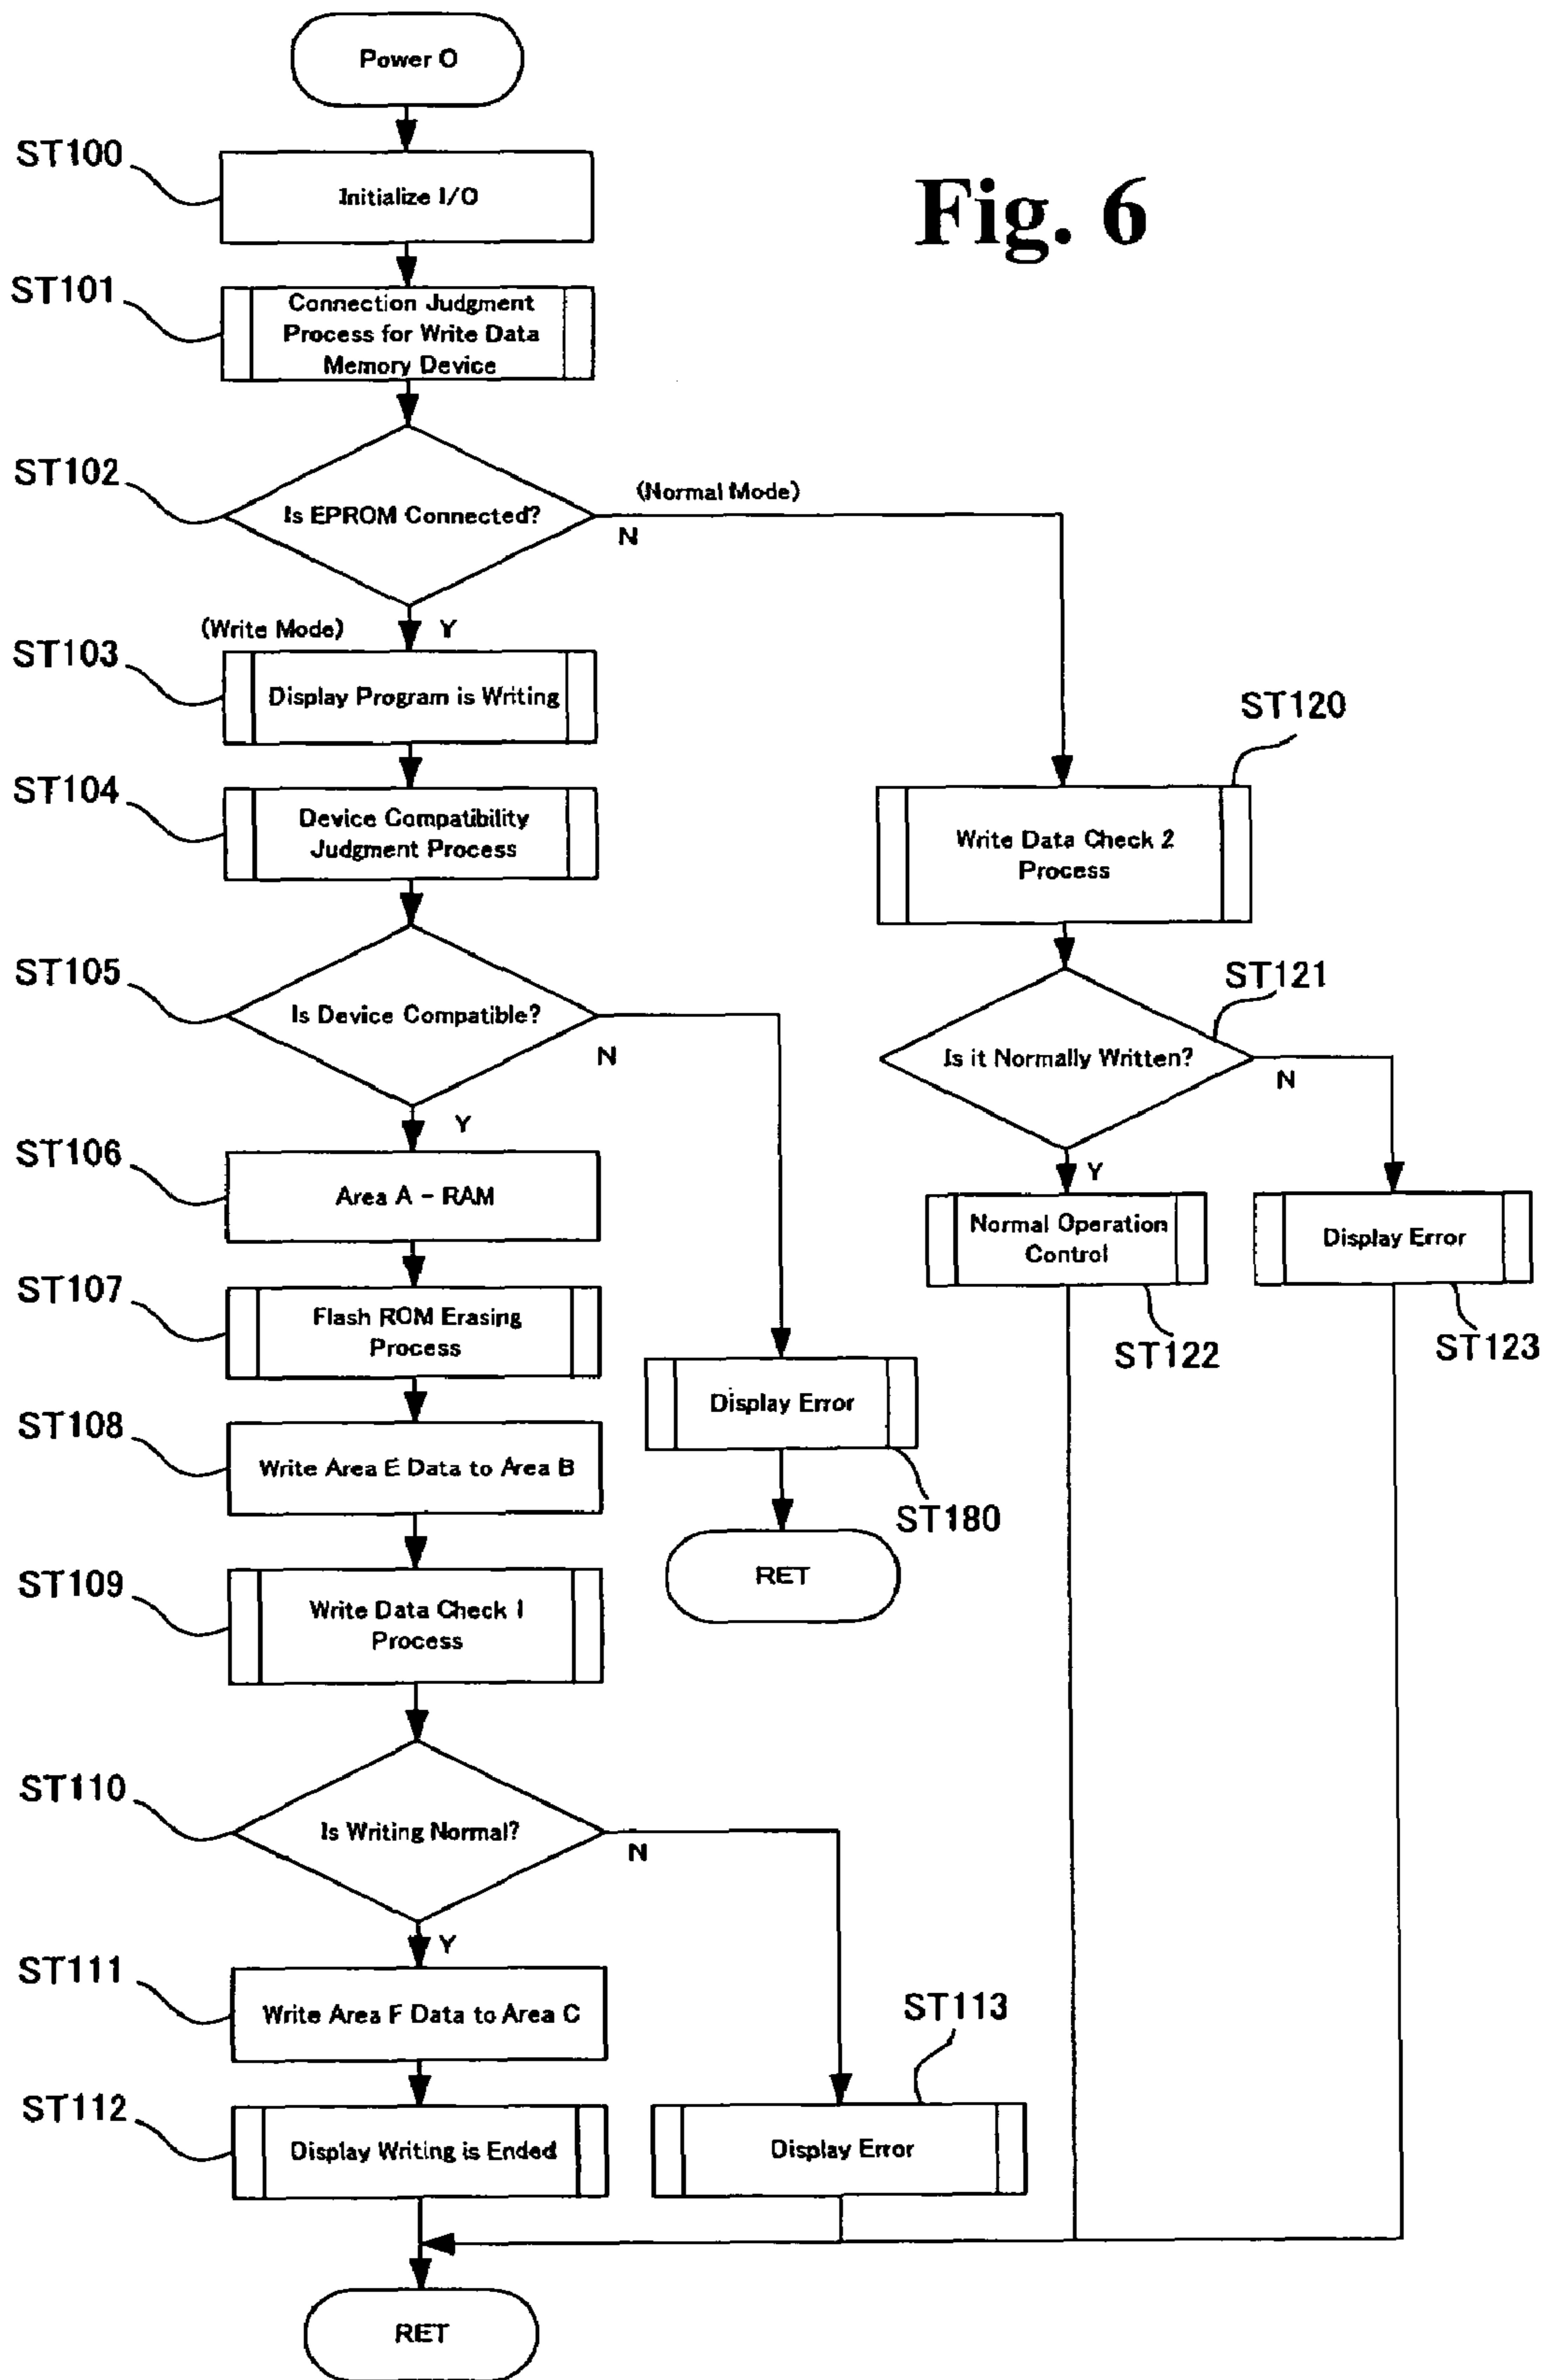 Power O
Fig. 6
ST100
Initialize I/O
ST101
Connection Judgment
Process for Write Data
Memory Device
ST102
Is EPROM Connected?
(Normal Mode)
N
(Write Mode)
Y
ST103
Display Program is Writing
ST104
Device Compatibility
Judgment Process
ST105
Is Device Compatible?
N
Y
ST106
Area A - RAM
ST107
Flash ROM Erasing
Process
ST108
Write Area E Data to Area B
ST109
Write Data Check 1
Process
ST110
Is Writing Normal?
N
Y
ST111
Write Area F Data to Area C
ST112
Display Writing is Ended
RET
Display Error
ST180
RET
ST113
Display Error
ST120
Write Data Check 2
Process
ST121
Is it Normally Written?
N
Y
Normal Operation
Control
ST122
Display Error
ST123